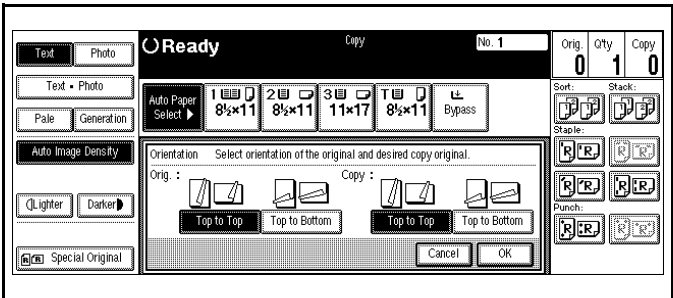 Text Photo
Text • Photo
Pale Generation
Auto Image Density
Lighter Darker
Special Original
Ready
Copy
No. 1
Orig. Q'ty Copy
0 1 0
Auto Paper Select ▶
1 8½×11
2 8½×11
3 11×17
T 8½×11
Bypass
Orientation Select orientation of the original and desired copy original.
Orig. : Copy :
Top to Top Top to Bottom Top to Top Top to Bottom
Cancel OK
Sort: Stack:
Staple:
Punch: